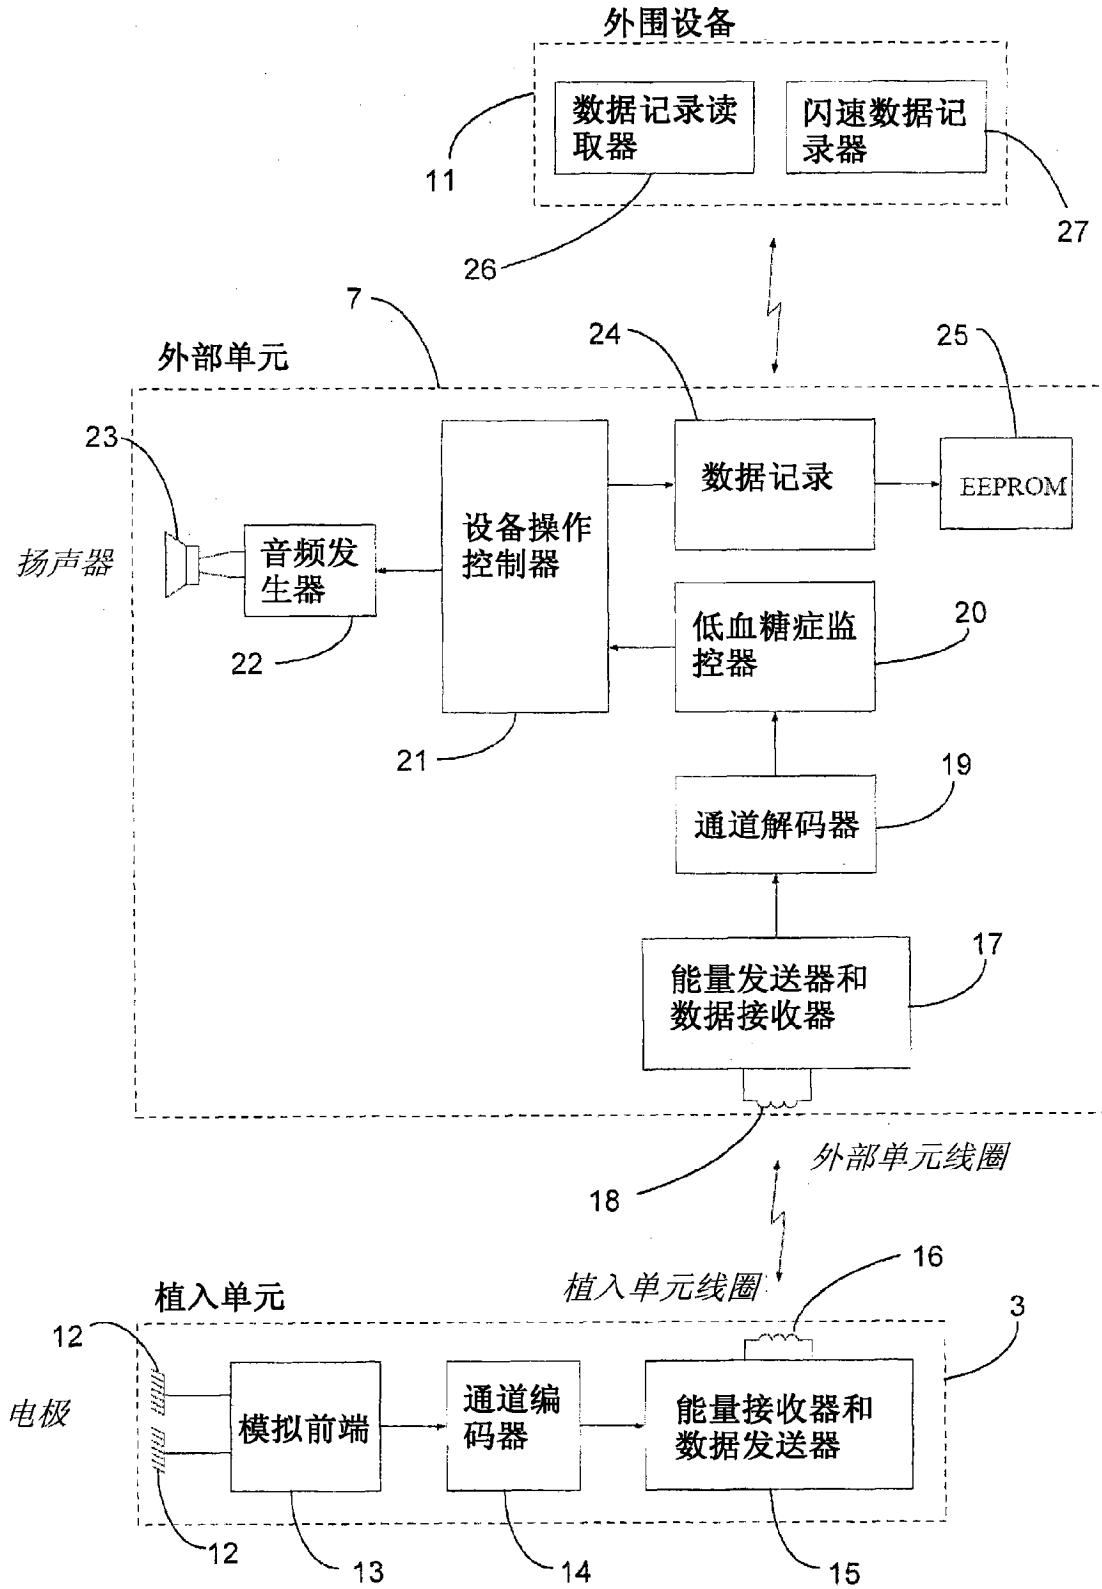 外围设备
数据记录读
取器
闪速数据记
录器
11
26
27
7
外部单元
24
25
23
数据记录
EEPROM
设备操作
控制器
扬声器
音频发
生器
22
低血糖症监
控器
20
21
19
通道解码器
17
能量发送器和
数据接收器
18
外部单元线圈
16
植入单元线圈
植入单元
3
12
电极
模拟前端
通道编
码器
能量接收器和
数据发送器
12
13
14
15